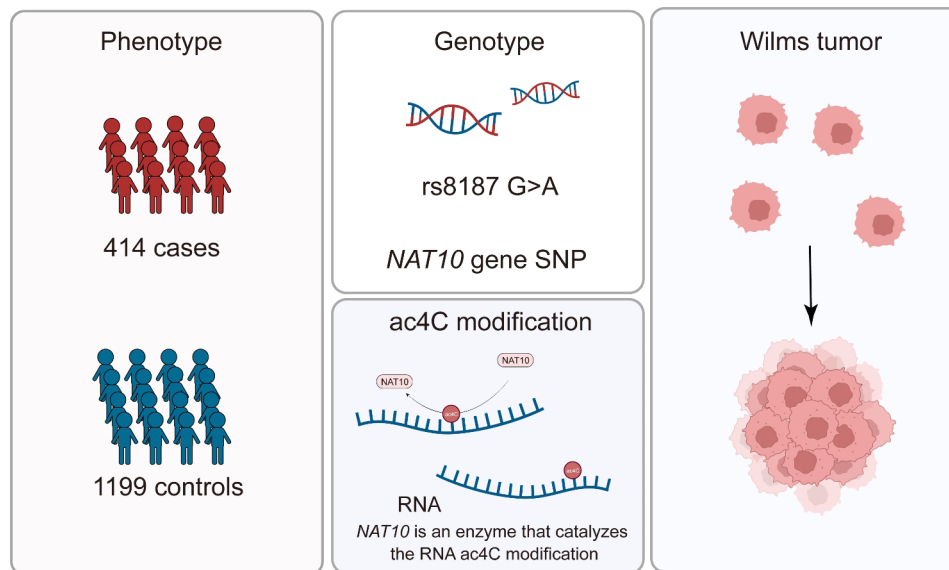 Phenotype
414 cases
1199 controls
Genotype
rs8187 G>A
NAT10 gene SNP
ac4C modification
NAT10
NAT10
ac4C
ac4C
RNA
NAT10 is an enzyme that catalyzes
the RNA ac4C modification
Wilms tumor